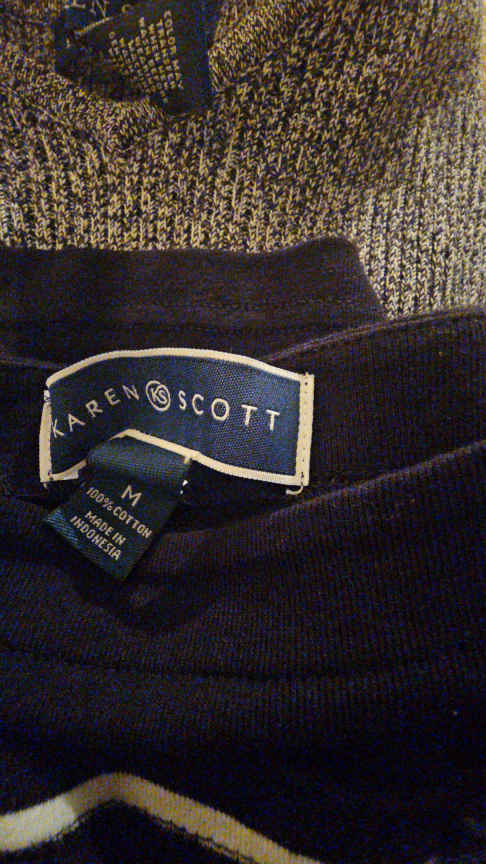 KAREN KS SCOTT
M
100% COTTON
MADE IN
INDONESIA